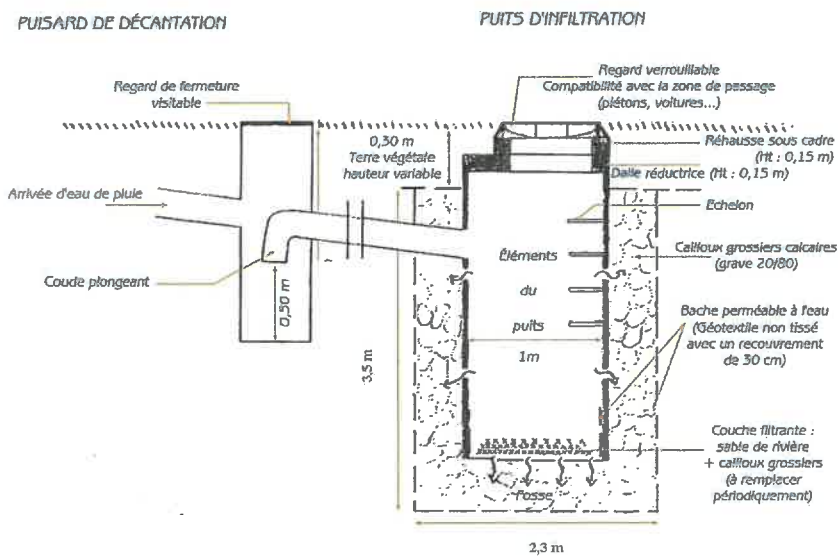 PUISARD DE DÉCANTATION
PUITS D'INFILTRATION
Regard de fermeture
visitable
Regard verrouillable
Compatibilité avec la zone de passage
(piétons, voitures...)
0,30 m
Terre végétale
hauteur variable
Réhausse sous cadre
(Ht : 0,15 m)
Dalle réductrice (Ht : 0,15 m)
Arrivée d'eau de pluie
Echelon
Éléments
du
puits
1m
Cailloux grossiers calcaires
(grave 20/80)
Coude plongeant
0,50 m
3,5 m
Bache perméable à l'eau
(Géotextile non tissé
avec un recouvrement
de 30 cm)
Couche filtrante :
sable de rivière
+ cailloux grossiers
(à remplacer
périodiquement)
Fosse
2,3 m